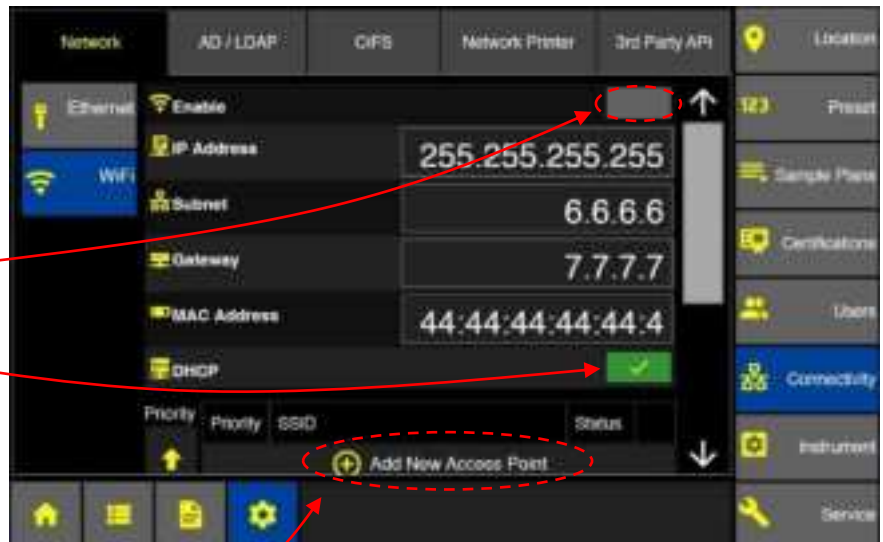 Network AD / LDAP CIFS Network Printer 3rd Party API
Location
Ethernet
Enable
123 Preset
IP Address 255.255.255.255
WiFi
Sample Plans
Subnet 6.6.6.6
Certifications
Gateway 7.7.7.7
MAC Address 44:44:44:44:44:4
Users
DHCP
Connectivity
Priority Priority SSID Status
Add New Access Point
Instrument
Service